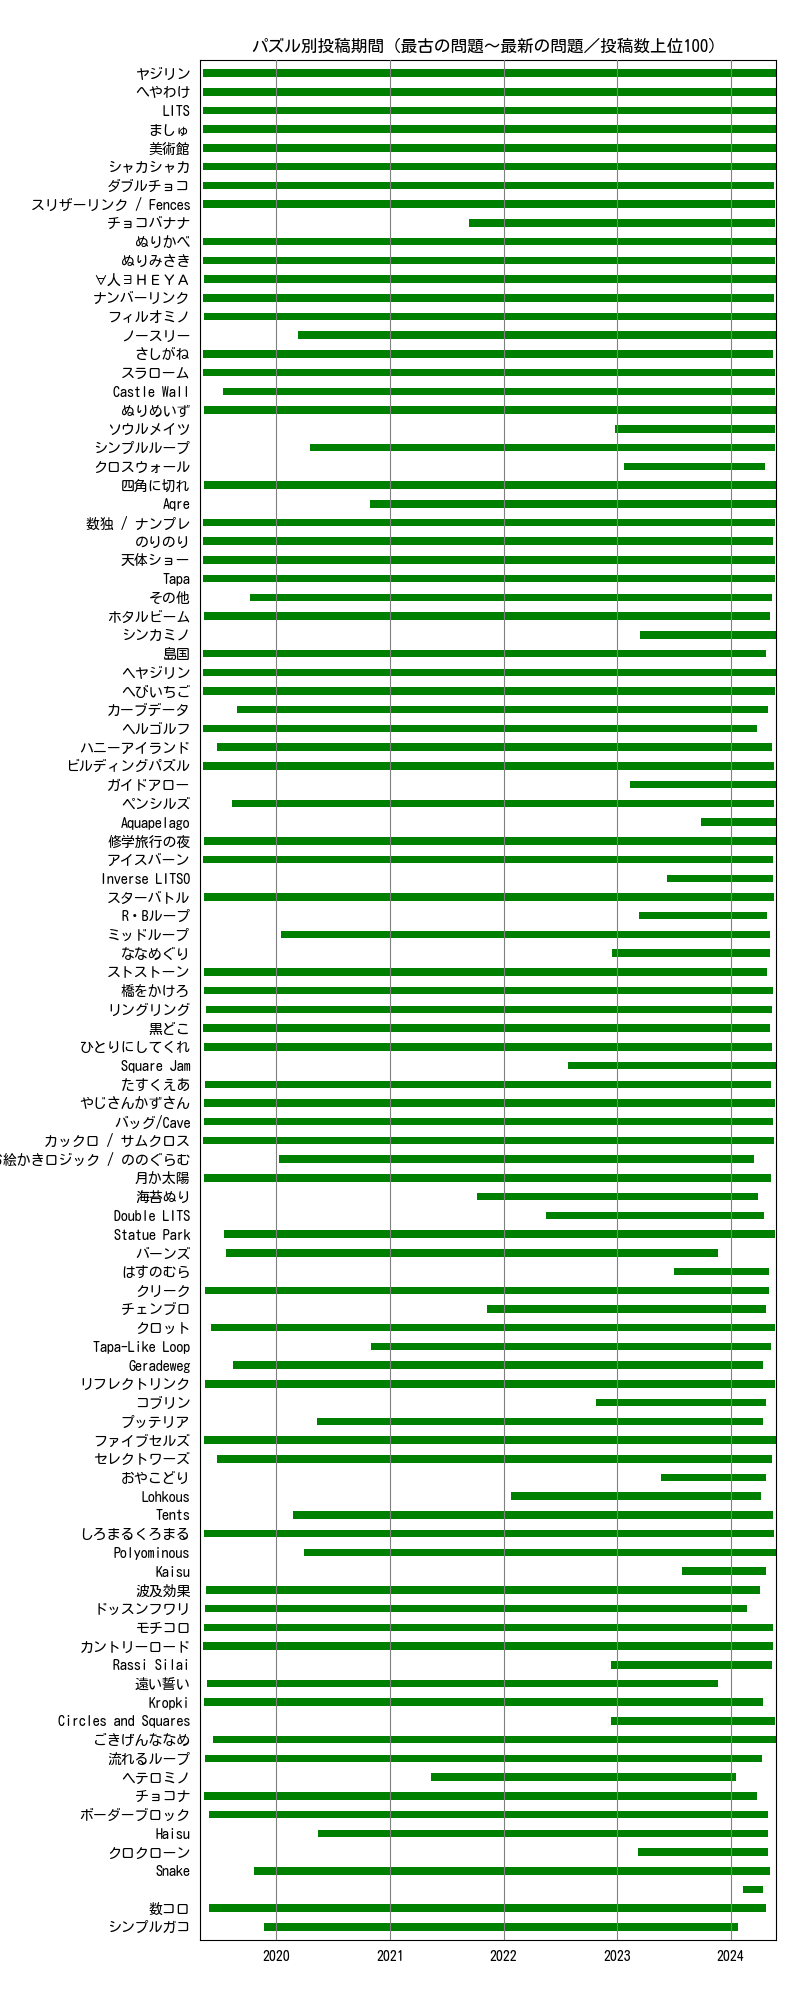 パズル別投稿期間（最古の問題～最新の問題／投稿数上位100）
ヤジリン
へやわけ
LITS
ましゅ
美術館
シャカシャカ
ダブルチョコ
スリザーリンク / Fences
チョコバナナ
ぬりかべ
ぬりみさき
∀人∃ＨＥＹＡ
ナンバーリンク
フィルオミノ
ノースリー
さしがね
スラローム
Castle Wall
ぬりめいず
ソウルメイツ
シンプルループ
クロスウォール
四角に切れ
Aqre
数独 / ナンプレ
のりのり
天体ショー
Tapa
その他
ホタルビーム
シンカミノ
島国
ヘヤジリン
へびいちご
カーブデータ
ヘルゴルフ
ハニーアイランド
ビルディングパズル
ガイドアロー
ペンシルズ
Aquapelago
修学旅行の夜
アイスバーン
Inverse LITSO
スターバトル
R・Bループ
ミッドループ
ななめぐり
ストストーン
橋をかけろ
リングリング
黒どこ
ひとりにしてくれ
Square Jam
たすくえあ
やじさんかずさん
バッグ/Cave
カックロ / サムクロス
絵かきロジック / ののぐらむ
月か太陽
海苔ぬり
Double LITS
Statue Park
バーンズ
はすのむら
クリーク
チェンブロ
クロット
Tapa-Like Loop
Geradeweg
リフレクトリンク
コブリン
プッテリア
ファイブセルズ
セレクトワーズ
おやこどり
Lohkous
Tents
しろまるくろまる
Polyominous
Kaisu
波及効果
ドッスンフワリ
モチコロ
カントリーロード
Rassi Silai
遠い誓い
Kropki
Circles and Squares
ごきげんななめ
流れるループ
ヘテロミノ
チョコナ
ボーダーブロック
Haisu
クロクローン
Snake
数コロ
シンプルガコ
2020 2021 2022 2023 2024